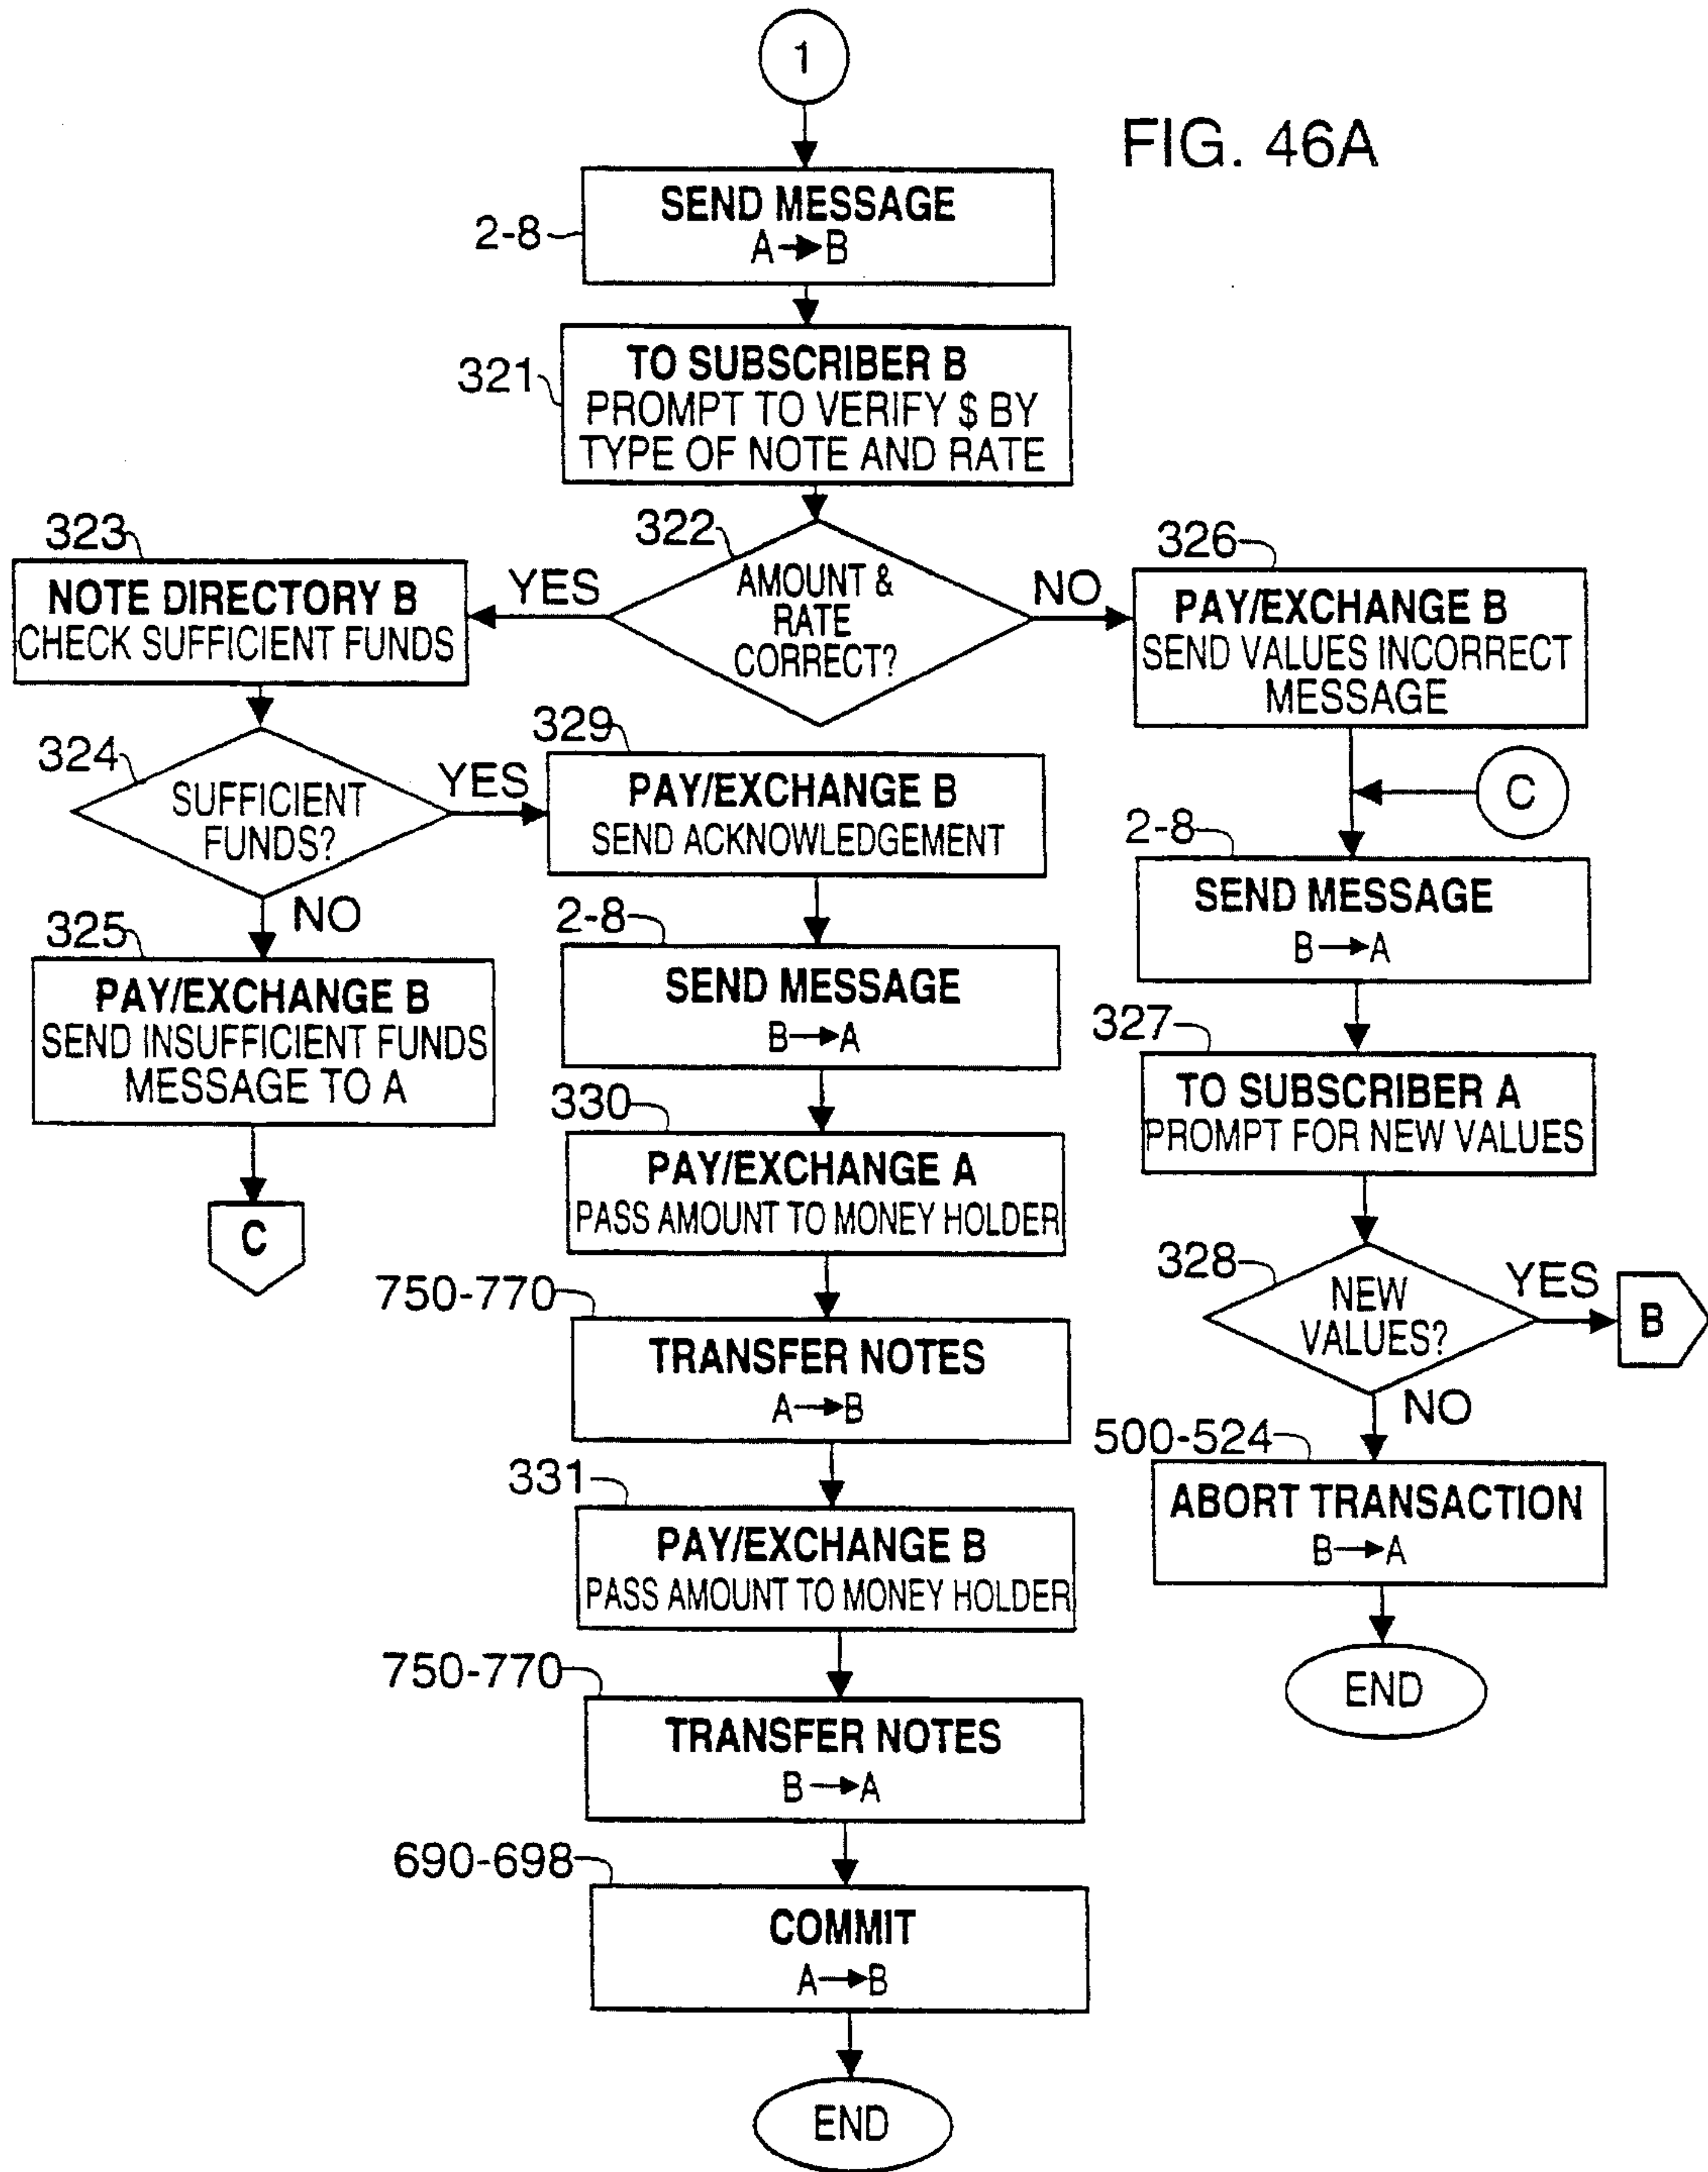 1
FIG. 46A
SEND MESSAGE
A→B
2-8
TO SUBSCRIBER B
PROMPT TO VERIFY $ BY
TYPE OF NOTE AND RATE
321
322
AMOUNT &
RATE
CORRECT?
YES
NO
323
NOTE DIRECTORY B
CHECK SUFFICIENT FUNDS
326
PAY/EXCHANGE B
SEND VALUES INCORRECT
MESSAGE
324
SUFFICIENT
FUNDS?
YES
NO
329
PAY/EXCHANGE B
SEND ACKNOWLEDGEMENT
C
325
PAY/EXCHANGE B
SEND INSUFFICIENT FUNDS
MESSAGE TO A
C
2-8
SEND MESSAGE
B→A
2-8
SEND MESSAGE
B→A
330
PAY/EXCHANGE A
PASS AMOUNT TO MONEY HOLDER
327
TO SUBSCRIBER A
PROMPT FOR NEW VALUES
750-770
TRANSFER NOTES
A→B
328
NEW
VALUES?
YES
B
NO
331
PAY/EXCHANGE B
PASS AMOUNT TO MONEY HOLDER
500-524
ABORT TRANSACTION
B→A
END
750-770
TRANSFER NOTES
B→A
690-698
COMMIT
A→B
END